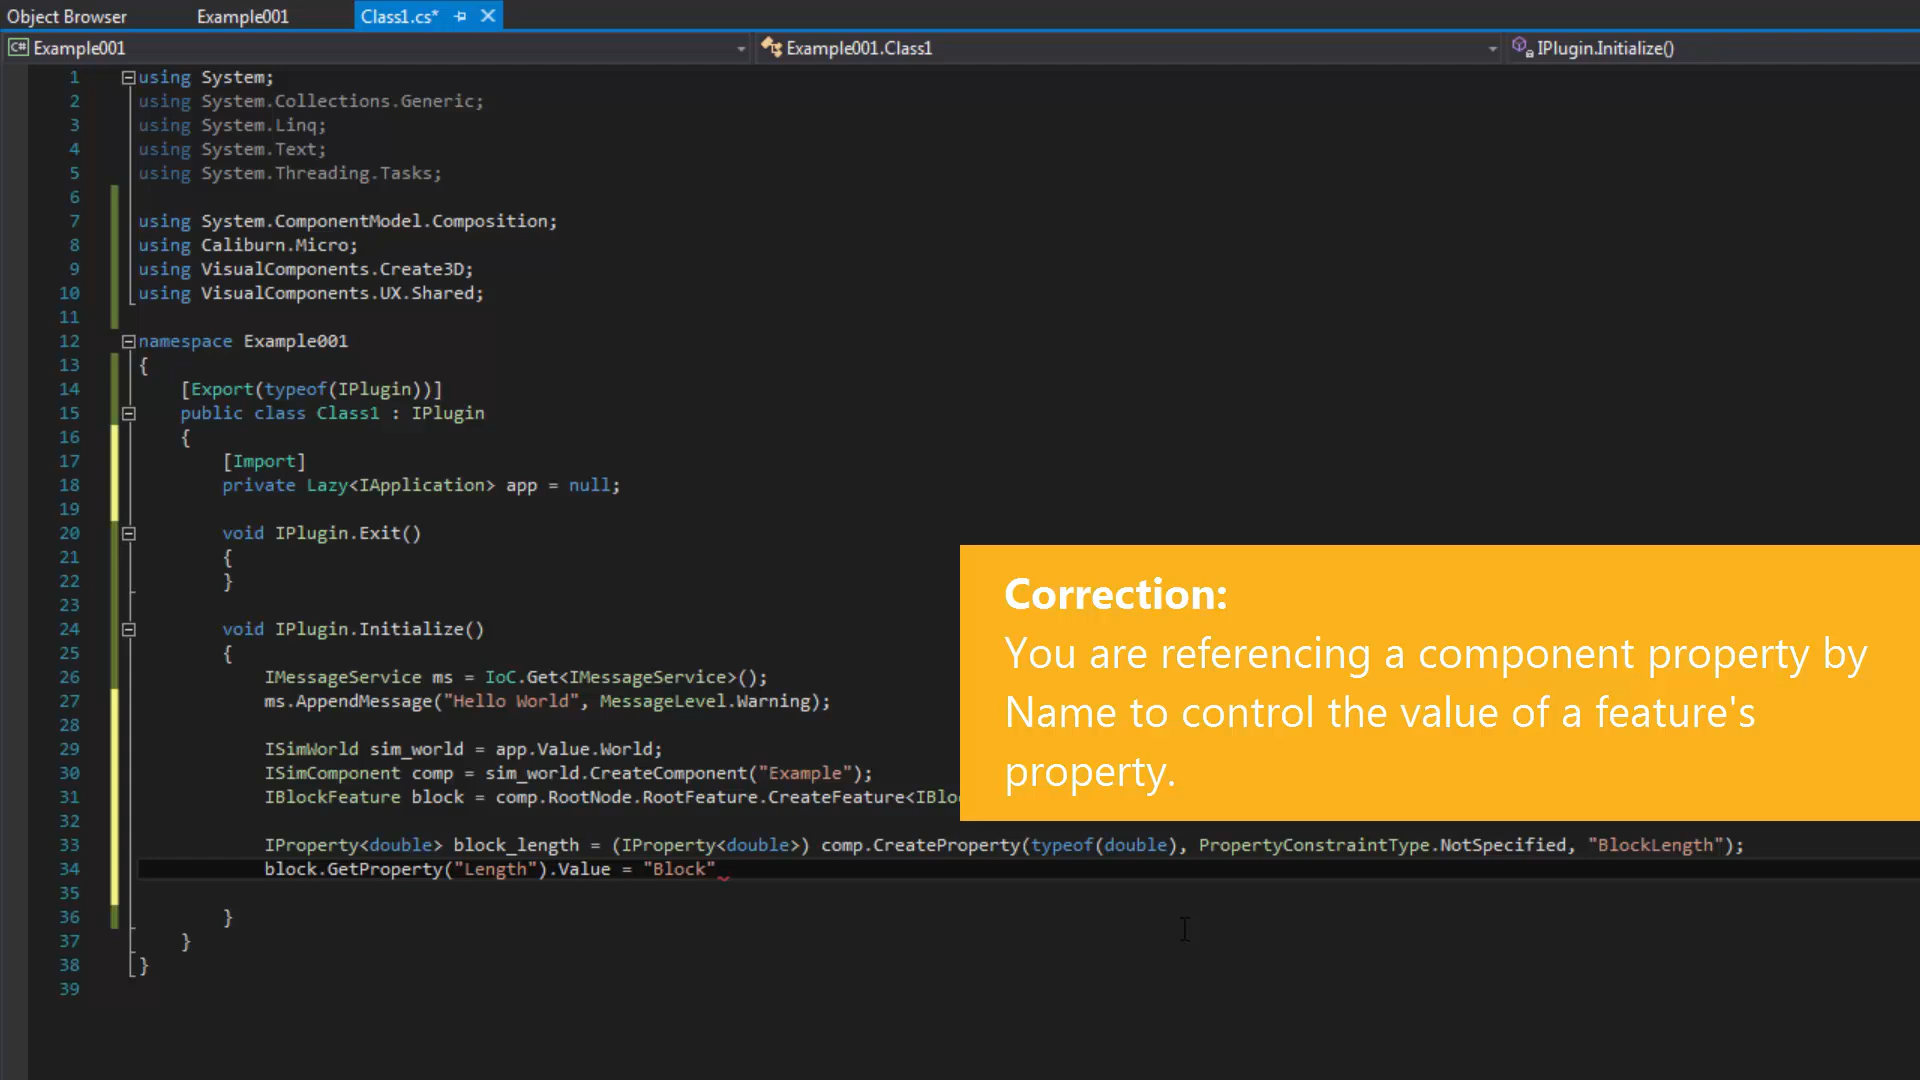 Object Browser Example001 Class1.cs*
C# Example001 Example001.Class1 IPlugin.Initialize()
1 using System;
2 using System.Collections.Generic;
3 using System.Linq;
4 using System.Text;
5 using System.Threading.Tasks;
6
7 using System.ComponentModel.Composition;
8 using Caliburn.Micro;
9 using VisualComponents.Create3D;
10 using VisualComponents.UX.Shared;
11
12 namespace Example001
13 {
14 [Export(typeof(IPlugin))]
15 public class Class1 : IPlugin
16 {
17 [Import]
18 private Lazy<IApplication> app = null;
19
20 void IPlugin.Exit()
21 {
22 }
23
24 void IPlugin.Initialize()
25 {
26 IMessageService ms = IoC.Get<IMessageService>();
27 ms.AppendMessage("Hello World", MessageLevel.Warning);
28
29 ISimWorld sim_world = app.Value.World;
30 ISimComponent comp = sim_world.CreateComponent("Example");
31 IBlockFeature block = comp.RootNode.RootFeature.CreateFeature<IBlo
32
33 IProperty<double> block_length = (IProperty<double>) comp.CreateProperty(typeof(double), PropertyConstraintType.NotSpecified, "BlockLength");
34 block.GetProperty("Length").Value = "Block"
35
36 }
37 }
38 }
39
Correction:
You are referencing a component property by
Name to control the value of a feature's
property.